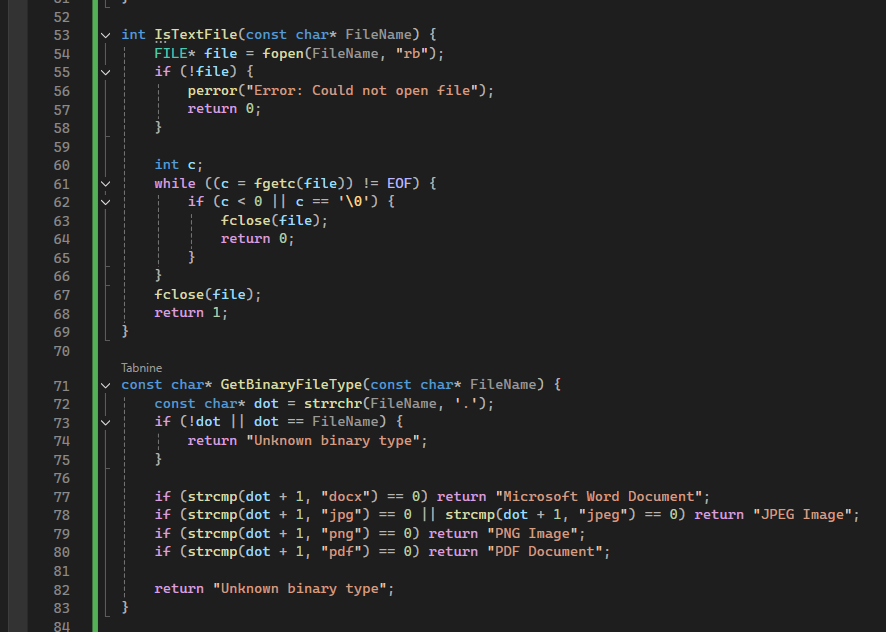 51 }
52
53 int IsTextFile(const char* FileName) {
54     FILE* file = fopen(FileName, "rb");
55     if (!file) {
56         perror("Error: Could not open file");
57         return 0;
58     }
59
60     int c;
61     while ((c = fgetc(file)) != EOF) {
62         if (c < 0 || c == '\0') {
63             fclose(file);
64             return 0;
65         }
66     }
67     fclose(file);
68     return 1;
69 }
70
Tabnine
71 const char* GetBinaryFileType(const char* FileName) {
72     const char* dot = strrchr(FileName, '.');
73     if (!dot || dot == FileName) {
74         return "Unknown binary type";
75     }
76
77     if (strcmp(dot + 1, "docx") == 0) return "Microsoft Word Document";
78     if (strcmp(dot + 1, "jpg") == 0 || strcmp(dot + 1, "jpeg") == 0) return "JPEG Image";
79     if (strcmp(dot + 1, "png") == 0) return "PNG Image";
80     if (strcmp(dot + 1, "pdf") == 0) return "PDF Document";
81
82     return "Unknown binary type";
83 }
84